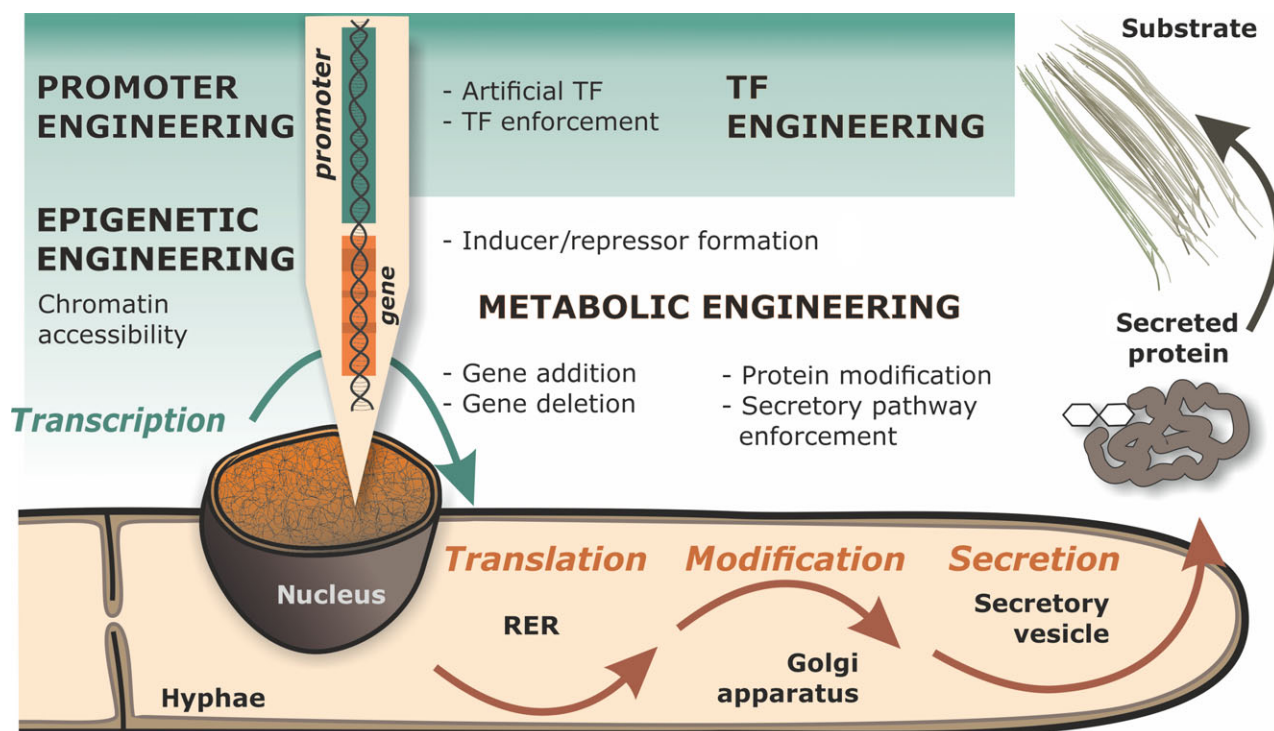 PROMOTER
ENGINEERING
EPIGENETIC
ENGINEERING
Chromatin
accessibility
Transcription
promoter
gene
- Artificial TF
- TF enforcement
TF
ENGINEERING
- Inducer/repressor formation
METABOLIC ENGINEERING
- Gene addition
- Gene deletion
- Protein modification
- Secretory pathway
enforcement
Substrate
Secreted
protein
Nucleus
Hyphae
Translation
RER
Modification
Golgi
apparatus
Secretion
Secretory
vesicle